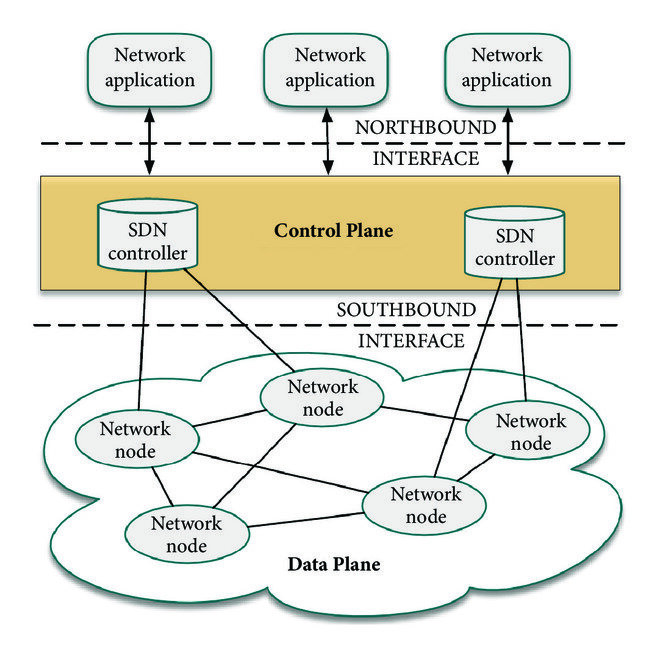 Network
application
Network
application
Network
application
NORTHBOUND
INTERFACE
SDN
controller
Control Plane
SDN
controller
SOUTHBOUND
INTERFACE
Network
node
Network
node
Network
node
Network
node
Network
node
Data Plane